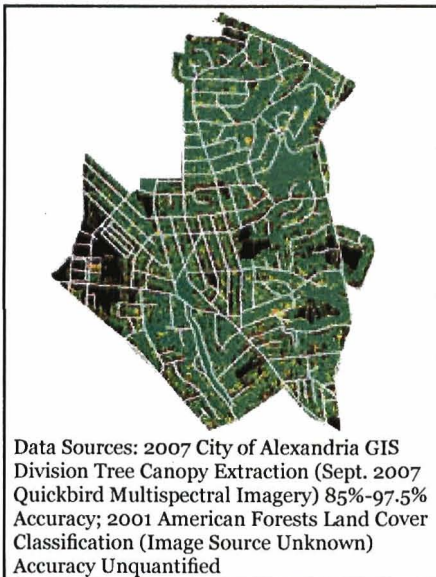 Data Sources: 2007 City of Alexandria GIS
Division Tree Canopy Extraction (Sept. 2007
Quickbird Multispectral Imagery) 85%-97.5%
Accuracy; 2001 American Forests Land Cover
Classification (Image Source Unknown)
Accuracy Unquantified